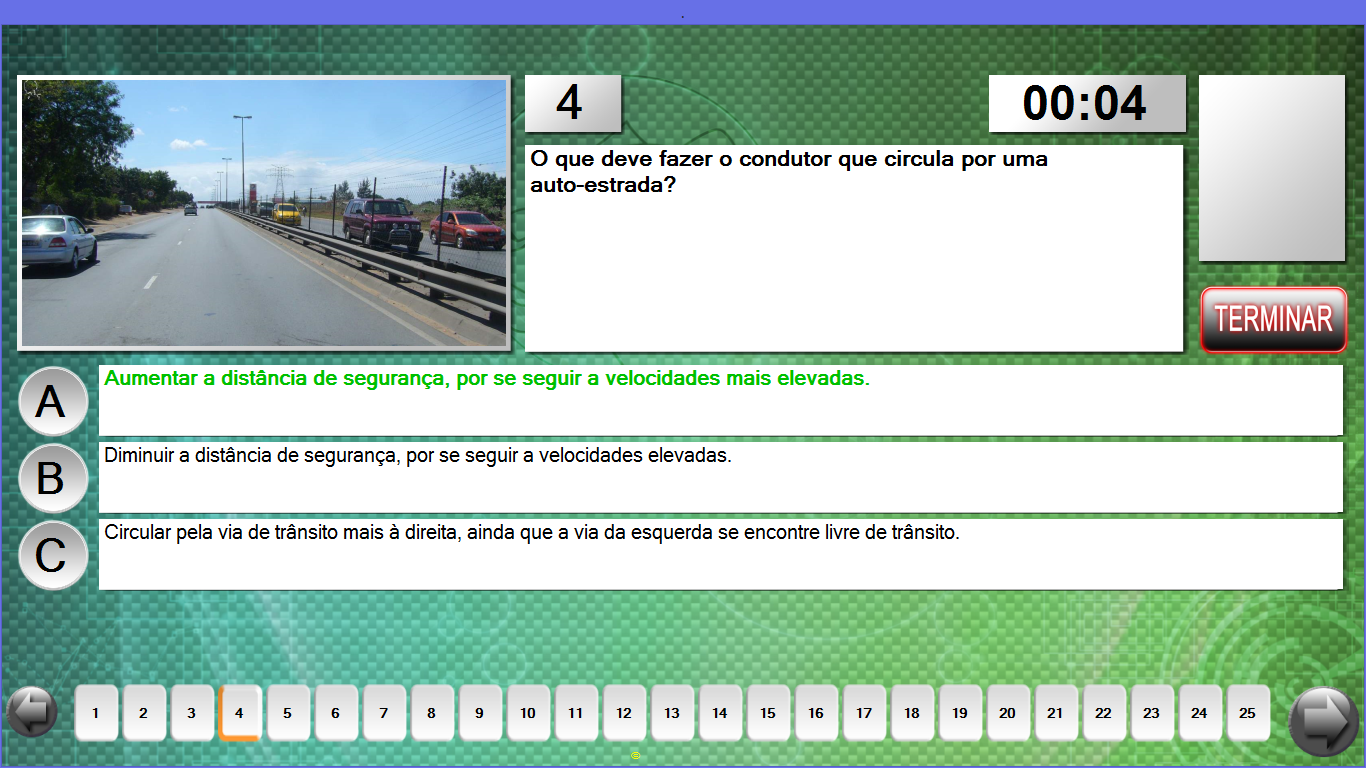 4
00:04
O que deve fazer o condutor que circula por uma
auto-estrada?
TERMINAR
A
Aumentar a distância de segurança, por se seguir a velocidades mais elevadas.
B
Diminuir a distância de segurança, por se seguir a velocidades elevadas.
C
Circular pela via de trânsito mais à direita, ainda que a via da esquerda se encontre livre de trânsito.
1 2 3 4 5 6 7 8 9 10 11 12 13 14 15 16 17 18 19 20 21 22 23 24 25
©